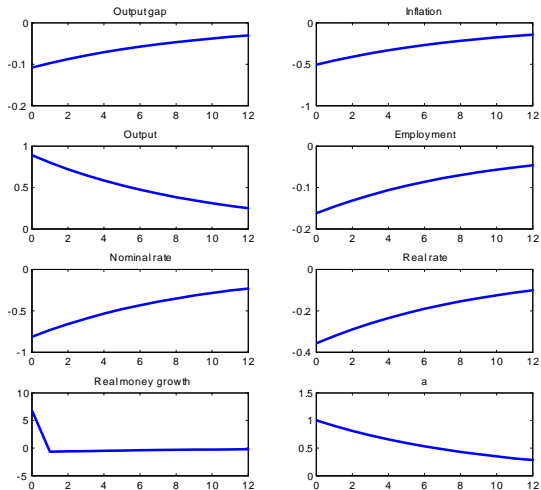 Output gap
0
-0.1
-0.2
0 2 4 6 8 10 12
Inflation
0
-0.5
-1
0 2 4 6 8 10 12
Output
1
0.5
0
0 2 4 6 8 10 12
Employment
0
-0.1
-0.2
0 2 4 6 8 10 12
Nominal rate
0
-0.5
-1
0 2 4 6 8 10 12
Real rate
0
-0.2
-0.4
0 2 4 6 8 10 12
Real money growth
10
5
0
-5
0 2 4 6 8 10 12
a
1.5
1
0.5
0
0 2 4 6 8 10 12